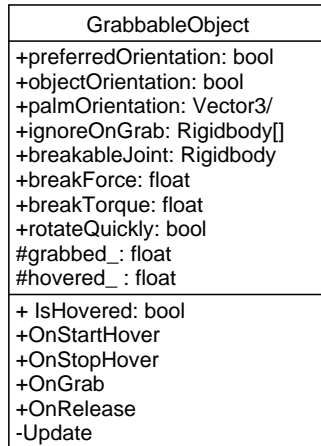 GrabbableObject
+preferredOrientation: bool
+objectOrientation: bool
+palmOrientation: Vector3/
+ignoreOnGrab: Rigidbody[]
+breakableJoint: Rigidbody
+breakForce: float
+breakTorque: float
+rotateQuickly: bool
#grabbed_: float
#hovered_ : float
+ IsHovered: bool
+OnStartHover
+OnStopHover
+OnGrab
+OnRelease
-Update